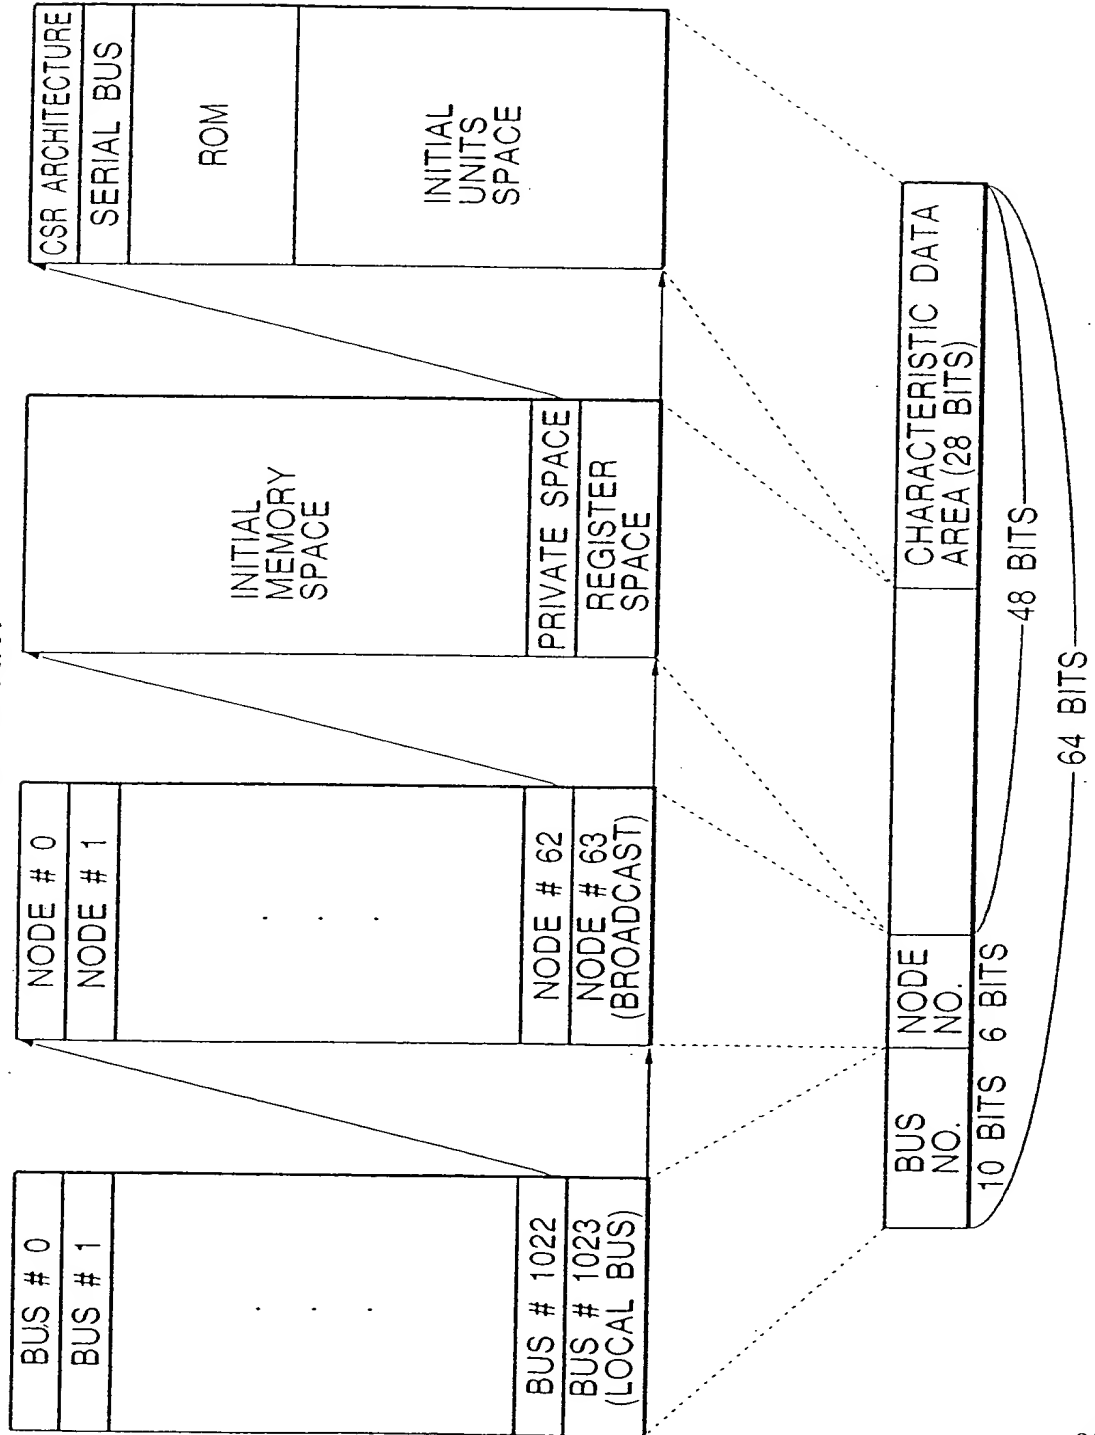 BUS # 0
BUS # 1
BUS # 1022
BUS # 1023
(LOCAL BUS)
NODE # 0
NODE # 1
NODE # 62
NODE # 63
(BROADCAST)
INITIAL
MEMORY
SPACE
PRIVATE SPACE
REGISTER
SPACE
CSR ARCHITECTURE
SERIAL BUS
ROM
INITIAL
UNITS
SPACE
BUS
NO.
NODE
NO.
CHARACTERISTIC DATA
AREA (28 BITS)
10 BITS
6 BITS
48 BITS
64 BITS